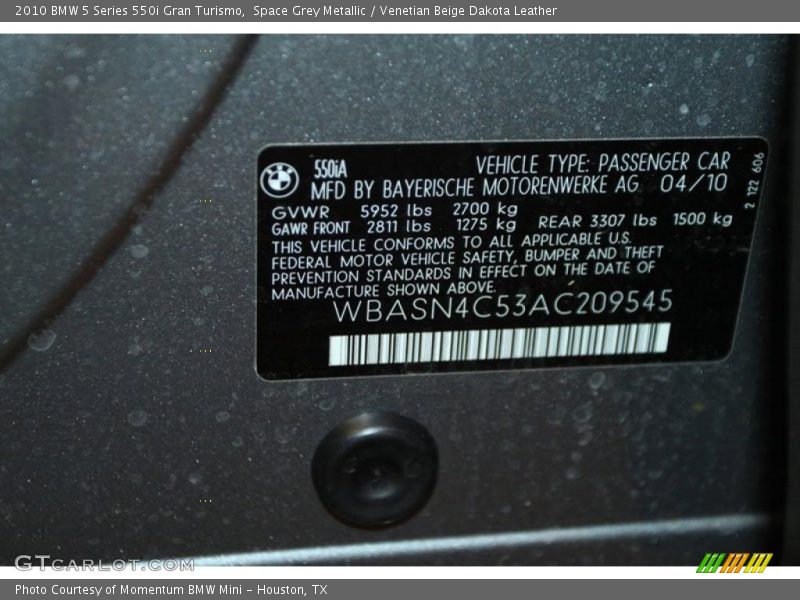 2010 BMW 5 Series 550i Gran Turismo, Space Grey Metallic / Venetian Beige Dakota Leather
550iA VEHICLE TYPE: PASSENGER CAR
MFD BY BAYERISCHE MOTORENWERKE AG 04/10
GVWR 5952 lbs 2700 kg
GAWR FRONT 2811 lbs 1275 kg REAR 3307 lbs 1500 kg
THIS VEHICLE CONFORMS TO ALL APPLICABLE U.S.
FEDERAL MOTOR VEHICLE SAFETY, BUMPER AND THEFT
PREVENTION STANDARDS IN EFFECT ON THE DATE OF
MANUFACTURE SHOWN ABOVE.
WBASN4C53AC209545
2 122 606
GTCARLOT.COM
Photo Courtesy of Momentum BMW Mini - Houston, TX